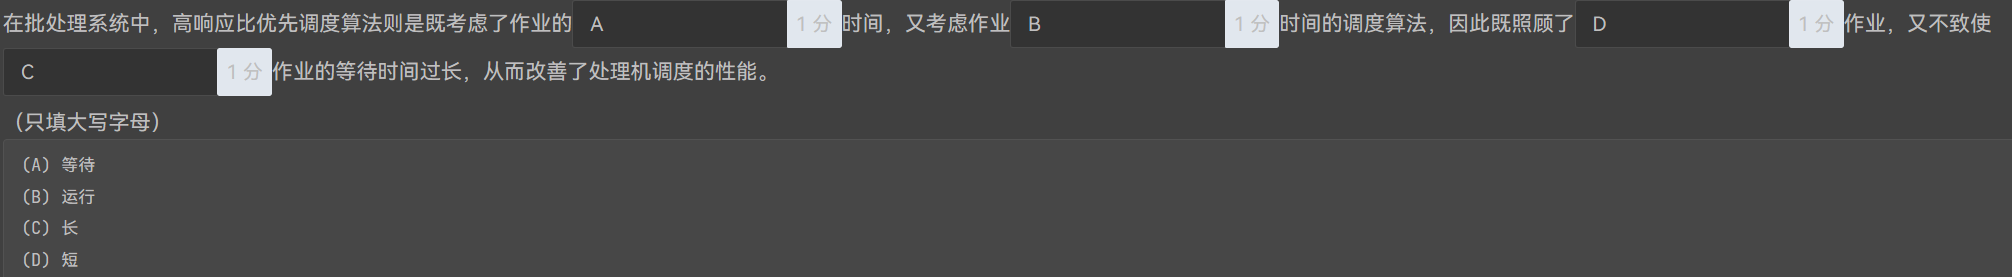 在批处理系统中，高响应比优先调度算法则是既考虑了作业的 A 1 分 时间，又考虑作业 B 1 分 时间的调度算法，因此既照顾了 D 1 分 作业，又不致使
C 1 分 作业的等待时间过长，从而改善了处理机调度的性能。
（只填大写字母）
(A) 等待
(B) 运行
(C) 长
(D) 短